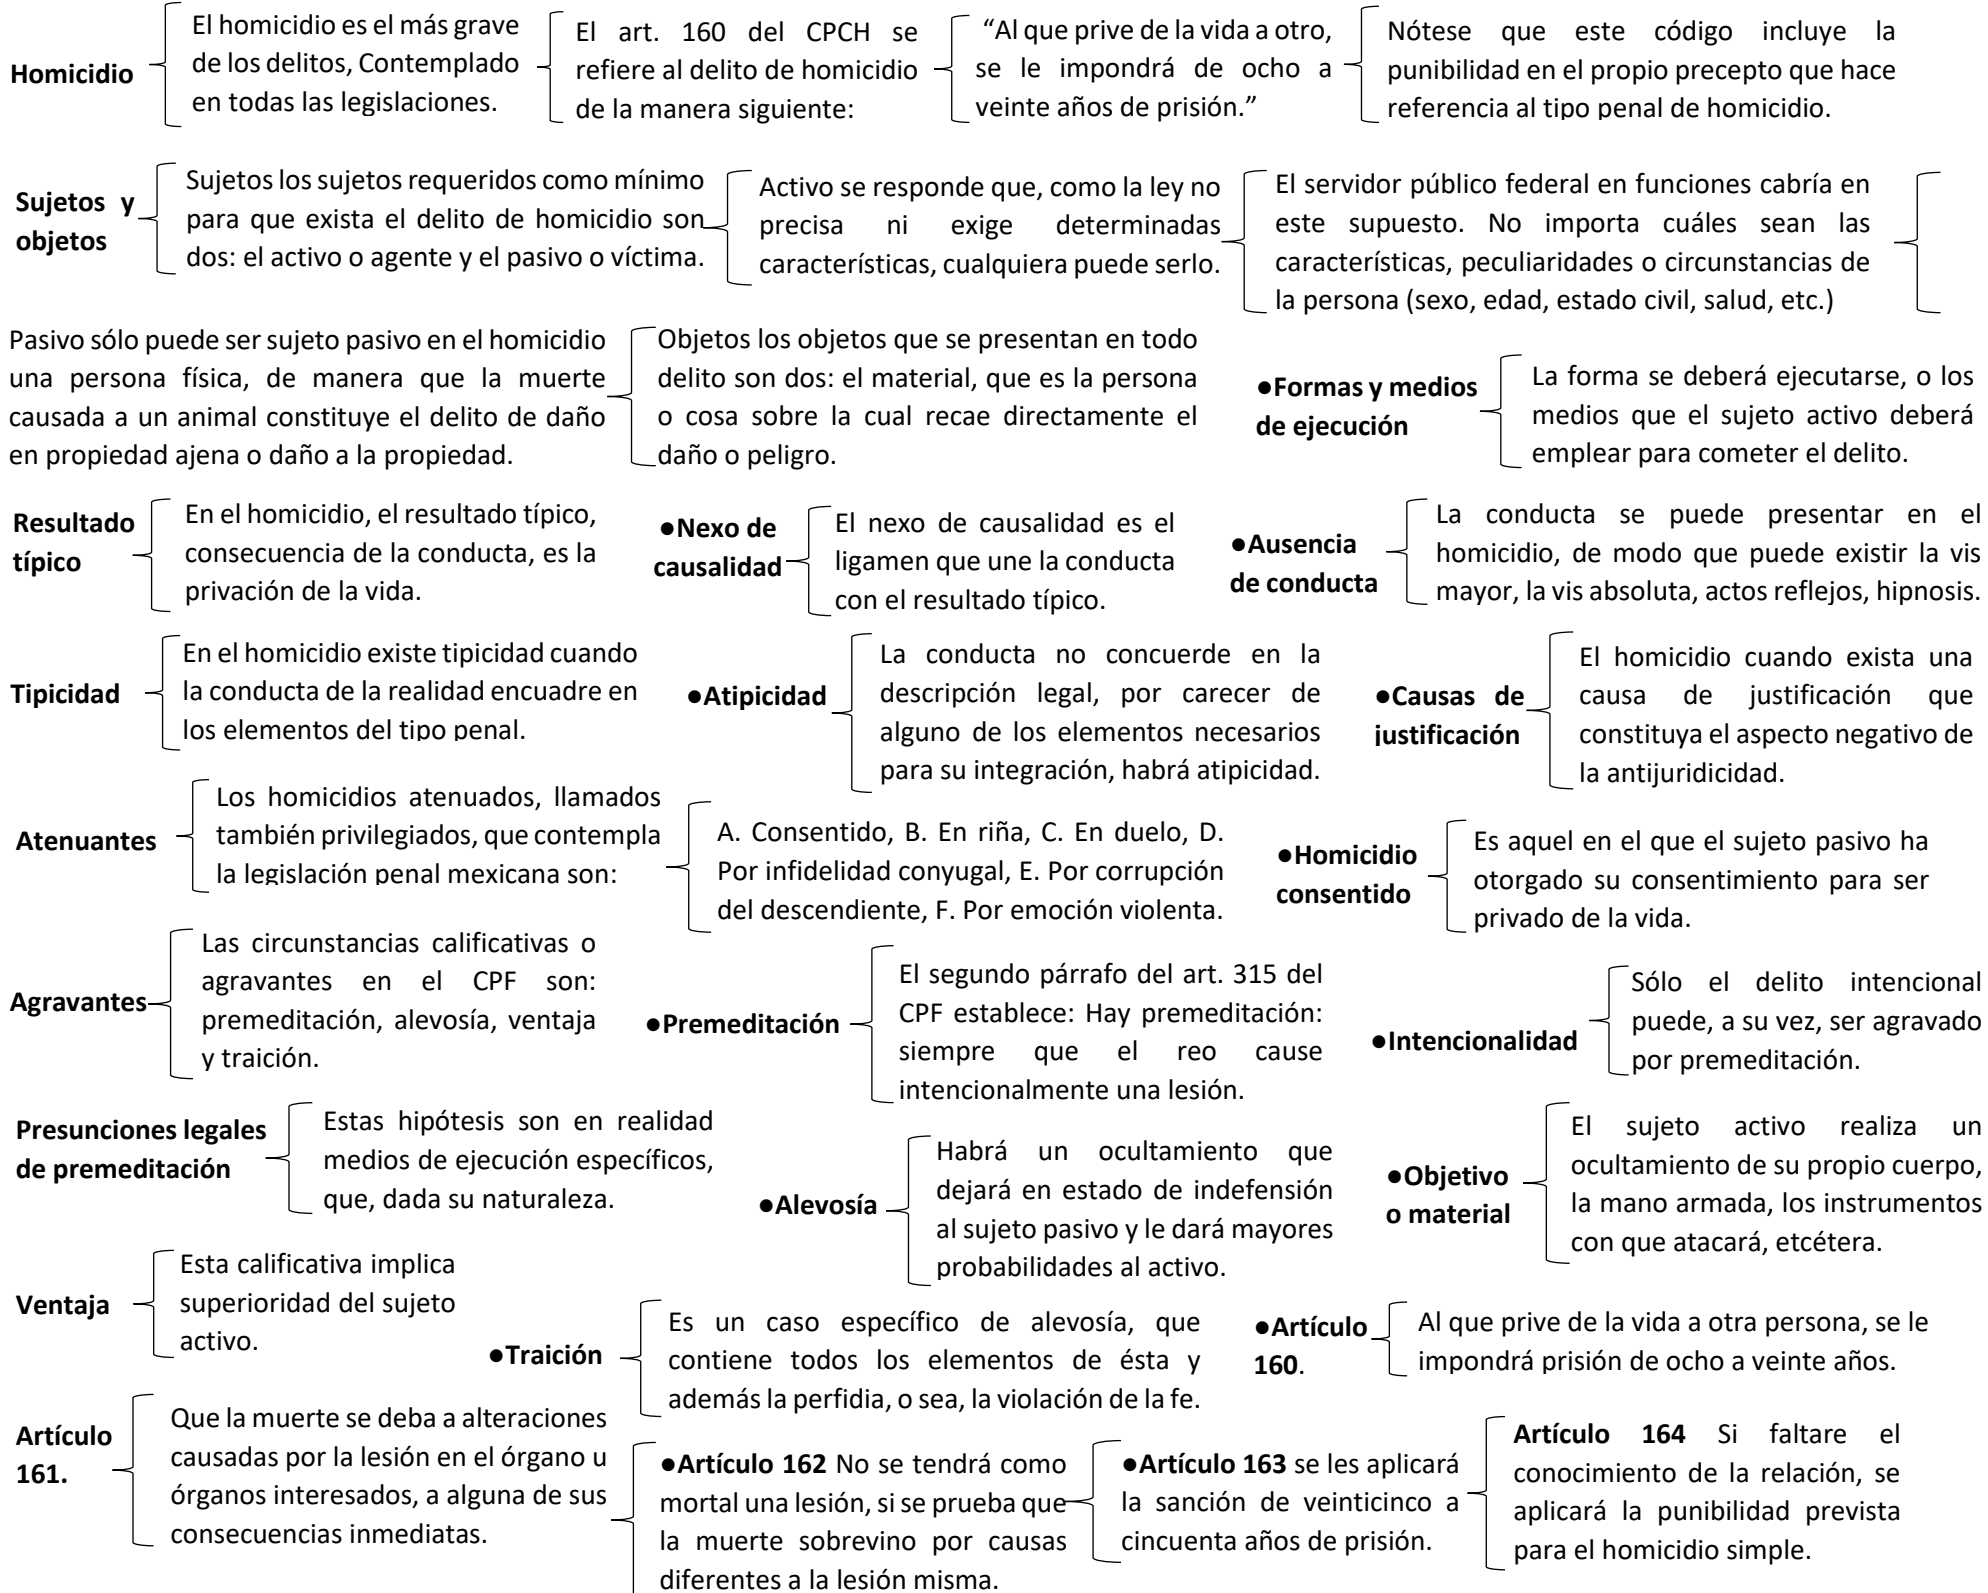 Homicidio
El homicidio es el más grave
de los delitos, Contemplado
en todas las legislaciones.
El art. 160 del CPCH se
refiere al delito de homicidio
de la manera siguiente:
“Al que prive de la vida a otro,
se le impondrá de ocho a
veinte años de prisión.”
Nótese que este código incluye la
punibilidad en el propio precepto que hace
referencia al tipo penal de homicidio.
Sujetos y
objetos
Sujetos los sujetos requeridos como mínimo
para que exista el delito de homicidio son
dos: el activo o agente y el pasivo o víctima.
Activo se responde que, como la ley no
precisa ni exige determinadas
características, cualquiera puede serlo.
El servidor público federal en funciones cabría en
este supuesto. No importa cuáles sean las
características, peculiaridades o circunstancias de
la persona (sexo, edad, estado civil, salud, etc.)
Pasivo sólo puede ser sujeto pasivo en el homicidio
una persona física, de manera que la muerte
causada a un animal constituye el delito de daño
en propiedad ajena o daño a la propiedad.
Objetos los objetos que se presentan en todo
delito son dos: el material, que es la persona
o cosa sobre la cual recae directamente el
daño o peligro.
●Formas y medios
de ejecución
La forma se deberá ejecutarse, o los
medios que el sujeto activo deberá
emplear para cometer el delito.
Resultado
típico
En el homicidio, el resultado típico,
consecuencia de la conducta, es la
privación de la vida.
●Nexo de
causalidad
El nexo de causalidad es el
ligamen que une la conducta
con el resultado típico.
●Ausencia
de conducta
La conducta se puede presentar en el
homicidio, de modo que puede existir la vis
mayor, la vis absoluta, actos reflejos, hipnosis.
Tipicidad
En el homicidio existe tipicidad cuando
la conducta de la realidad encuadre en
los elementos del tipo penal.
●Atipicidad
La conducta no concuerde en la
descripción legal, por carecer de
alguno de los elementos necesarios
para su integración, habrá atipicidad.
●Causas de
justificación
El homicidio cuando exista una
causa de justificación que
constituya el aspecto negativo de
la antijuridicidad.
Atenuantes
Los homicidios atenuados, llamados
también privilegiados, que contempla
la legislación penal mexicana son:
A. Consentido, B. En riña, C. En duelo, D.
Por infidelidad conyugal, E. Por corrupción
del descendiente, F. Por emoción violenta.
●Homicidio
consentido
Es aquel en el que el sujeto pasivo ha
otorgado su consentimiento para ser
privado de la vida.
Agravantes
Las circunstancias calificativas o
agravantes en el CPF son:
premeditación, alevosía, ventaja
y traición.
●Premeditación
El segundo párrafo del art. 315 del
CPF establece: Hay premeditación:
siempre que el reo cause
intencionalmente una lesión.
●Intencionalidad
Sólo el delito intencional
puede, a su vez, ser agravado
por premeditación.
Presunciones legales
de premeditación
Estas hipótesis son en realidad
medios de ejecución específicos,
que, dada su naturaleza.
●Alevosía
Habrá un ocultamiento que
dejará en estado de indefensión
al sujeto pasivo y le dará mayores
probabilidades al activo.
●Objetivo
o material
El sujeto activo realiza un
ocultamiento de su propio cuerpo,
la mano armada, los instrumentos
con que atacará, etcétera.
Ventaja
Esta calificativa implica
superioridad del sujeto
activo.
●Traición
Es un caso específico de alevosía, que
contiene todos los elementos de ésta y
además la perfidia, o sea, la violación de la fe.
●Artículo
160.
Al que prive de la vida a otra persona, se le
impondrá prisión de ocho a veinte años.
Artículo
161.
Que la muerte se deba a alteraciones
causadas por la lesión en el órgano u
órganos interesados, a alguna de sus
consecuencias inmediatas.
●Artículo 162 No se tendrá como
mortal una lesión, si se prueba que
la muerte sobrevino por causas
diferentes a la lesión misma.
●Artículo 163 se les aplicará
la sanción de veinticinco a
cincuenta años de prisión.
Artículo 164 Si faltare el
conocimiento de la relación, se
aplicará la punibilidad prevista
para el homicidio simple.